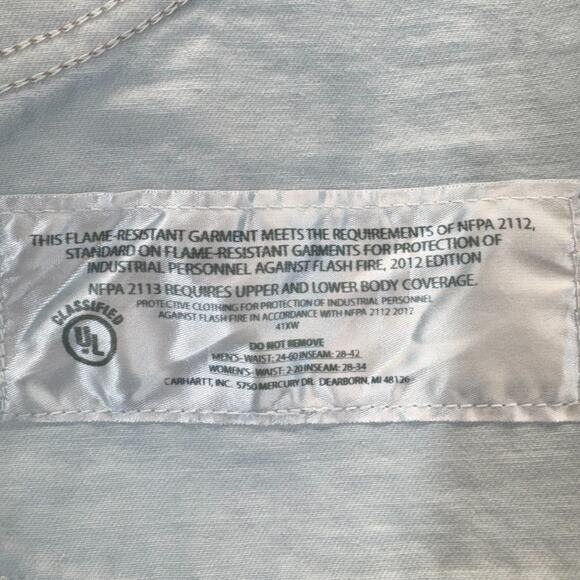 THIS FLAME-RESISTANT GARMENT MEETS THE REQUIREMENTS OF NFPA 2112,
STANDARD ON FLAME-RESISTANT GARMENTS FOR PROTECTION OF
INDUSTRIAL PERSONNEL AGAINST FLASH FIRE, 2012 EDITION
NFPA 2113 REQUIRES UPPER AND LOWER BODY COVERAGE.
PROTECTIVE CLOTHING FOR PROTECTION OF INDUSTRIAL PERSONNEL
AGAINST FLASH FIRE IN ACCORDANCE WITH NFPA 2112 2012
41XW
CLASSIFIED
UL
DO NOT REMOVE
MEN'S- WAIST: 24-60 INSEAM: 28-42
WOMEN'S- WAIST: 2-20 INSEAM: 28-34
CARHARTT, INC. 5750 MERCURY DR. DEARBORN, MI 48126